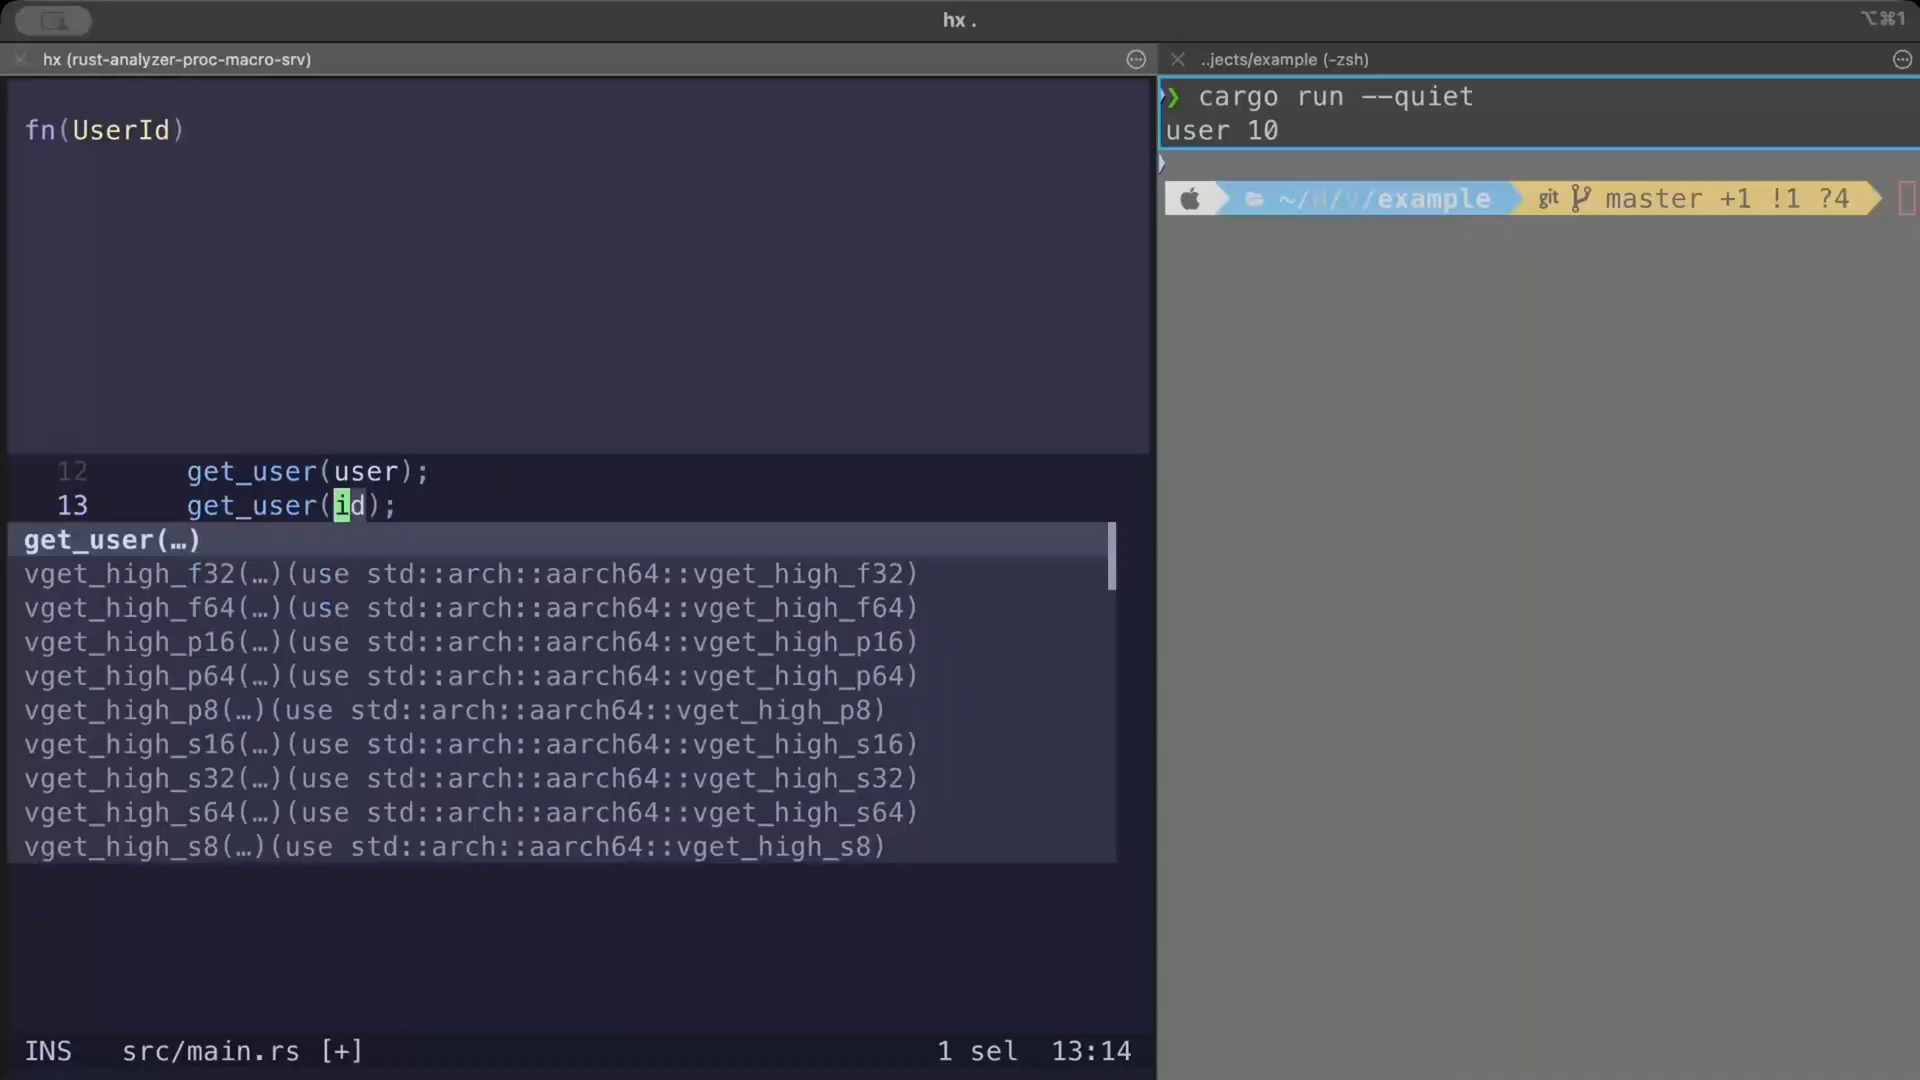 hx .
⌥⌘1
hx (rust-analyzer-proc-macro-srv)
..jects/example (-zsh)
fn(UserId)
12 get_user(user);
13 get_user(id);
get_user(…)
vget_high_f32(…)(use std::arch::aarch64::vget_high_f32)
vget_high_f64(…)(use std::arch::aarch64::vget_high_f64)
vget_high_p16(…)(use std::arch::aarch64::vget_high_p16)
vget_high_p64(…)(use std::arch::aarch64::vget_high_p64)
vget_high_p8(…)(use std::arch::aarch64::vget_high_p8)
vget_high_s16(…)(use std::arch::aarch64::vget_high_s16)
vget_high_s32(…)(use std::arch::aarch64::vget_high_s32)
vget_high_s64(…)(use std::arch::aarch64::vget_high_s64)
vget_high_s8(…)(use std::arch::aarch64::vget_high_s8)
INS src/main.rs [+] 1 sel 13:14
❯ cargo run --quiet
user 10
~/d/v/example git master +1 !1 ?4